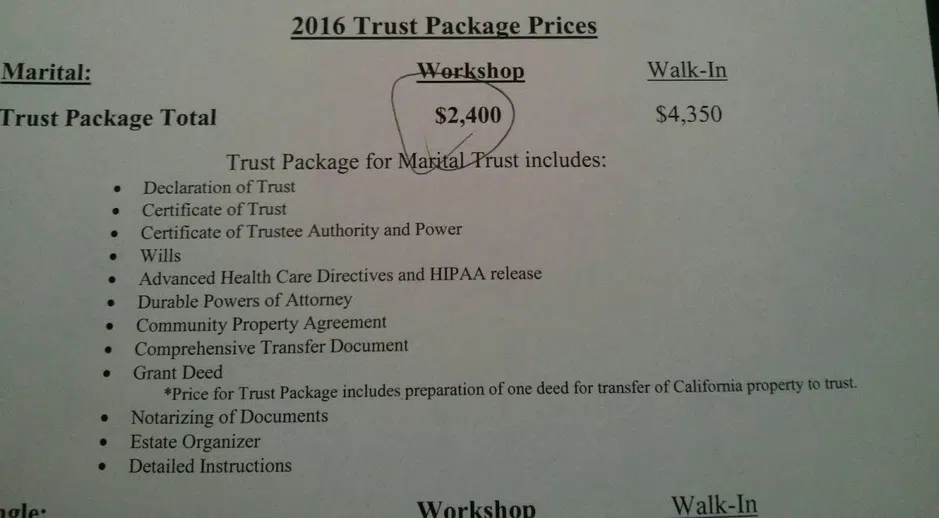 2016 Trust Package Prices
Marital: Workshop Walk-In
Trust Package Total $2,400 $4,350
Trust Package for Marital Trust includes:
• Declaration of Trust
• Certificate of Trust
• Certificate of Trustee Authority and Power
• Wills
• Advanced Health Care Directives and HIPAA release
• Durable Powers of Attorney
• Community Property Agreement
• Comprehensive Transfer Document
• Grant Deed
*Price for Trust Package includes preparation of one deed for transfer of California property to trust.
• Notarizing of Documents
• Estate Organizer
• Detailed Instructions
ngle: Workshop Walk-In